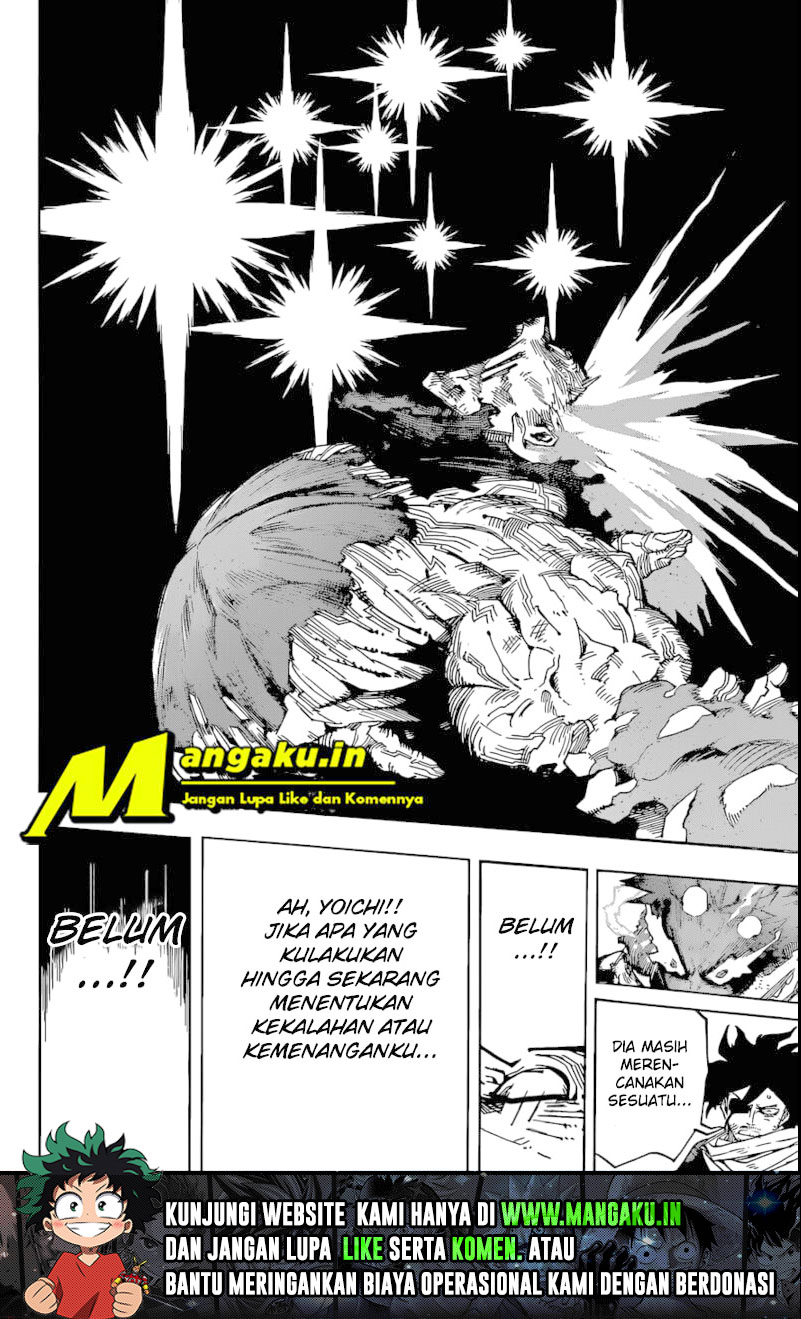 Mangaku.in
Jangan Lupa Like dan Komennya
DIA MASIH
MEREN-
CANAKAN
SESUATU...
BELUM
...!!
AH, YOICHI!!
JIKA APA YANG
KULAKUKAN
HINGGA SEKARANG
MENENTUKAN
KEKALAHAN ATAU
KEMENANGANKU...
BELUM
...!!
KUNJUNGI WEBSITE KAMI HANYA DI WWW.MANGAKU.IN
DAN JANGAN LUPA LIKE SERTA KOMEN. ATAU
BANTU MERINGANKAN BIAYA OPERASIONAL KAMI DENGAN BERDONASI